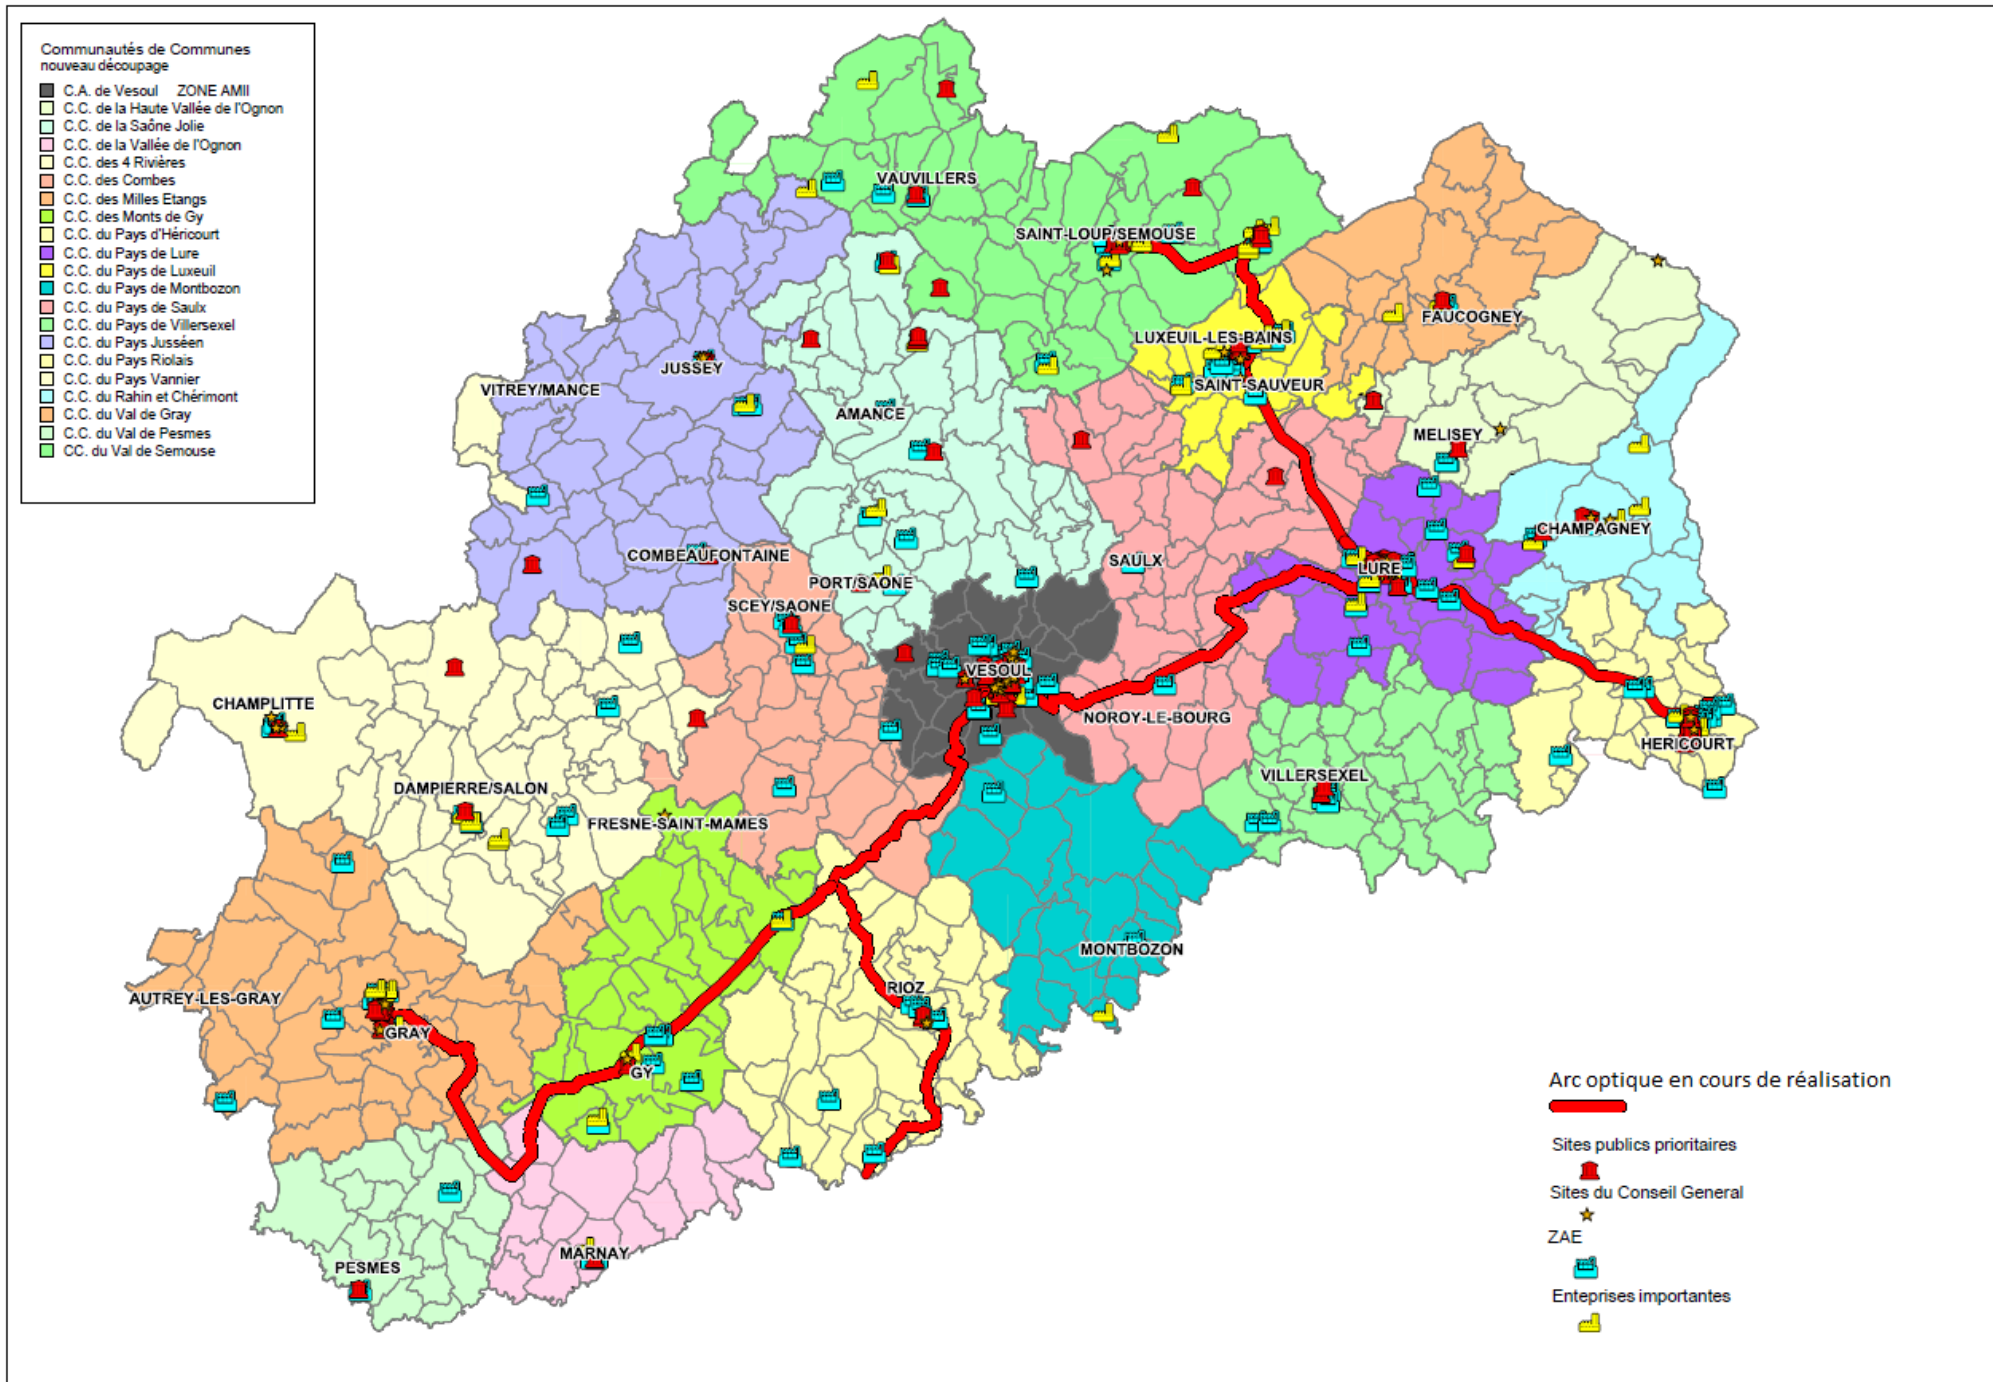 Communautés de Communes
nouveau découpage
C.A. de Vesoul ZONE AMII
C.C. de la Haute Vallée de l'Ognon
C.C. de la Saône Jolie
C.C. de la Vallée de l'Ognon
C.C. des 4 Rivières
C.C. des Combes
C.C. des Milles Etangs
C.C. des Monts de Gy
C.C. du Pays d'Héricourt
C.C. du Pays de Lure
C.C. du Pays de Luxeuil
C.C. du Pays de Montbozon
C.C. du Pays de Saulx
C.C. du Pays de Villersexel
C.C. du Pays Jusséen
C.C. du Pays Riolais
C.C. du Pays Vannier
C.C. du Rahin et Chérimont
C.C. du Val de Gray
C.C. du Val de Pesmes
CC. du Val de Semouse
VAUVILLERS
SAINT-LOUP/SEMOUSE
FAUCOGNEY
LUXEUIL-LES-BAINS
JUSSEY
VITREY/MANCE
SAINT-SAUVEUR
AMANCE
MELISEY
CHAMPAGNEY
COMBEAUFONTAINE
SAULX
LURE
PORT/SAONE
SCEY/SAONE
VESOUL
CHAMPLITTE
NOROY-LE-BOURG
HERICOURT
VILLERSEXEL
DAMPIERRE/SALON
FRESNE-SAINT-MAMES
MONTBOZON
RIOZ
AUTREY-LES-GRAY
GRAY
GY
MARNAY
PESMES
Arc optique en cours de réalisation
Sites publics prioritaires
Sites du Conseil General
ZAE
Enteprises importantes